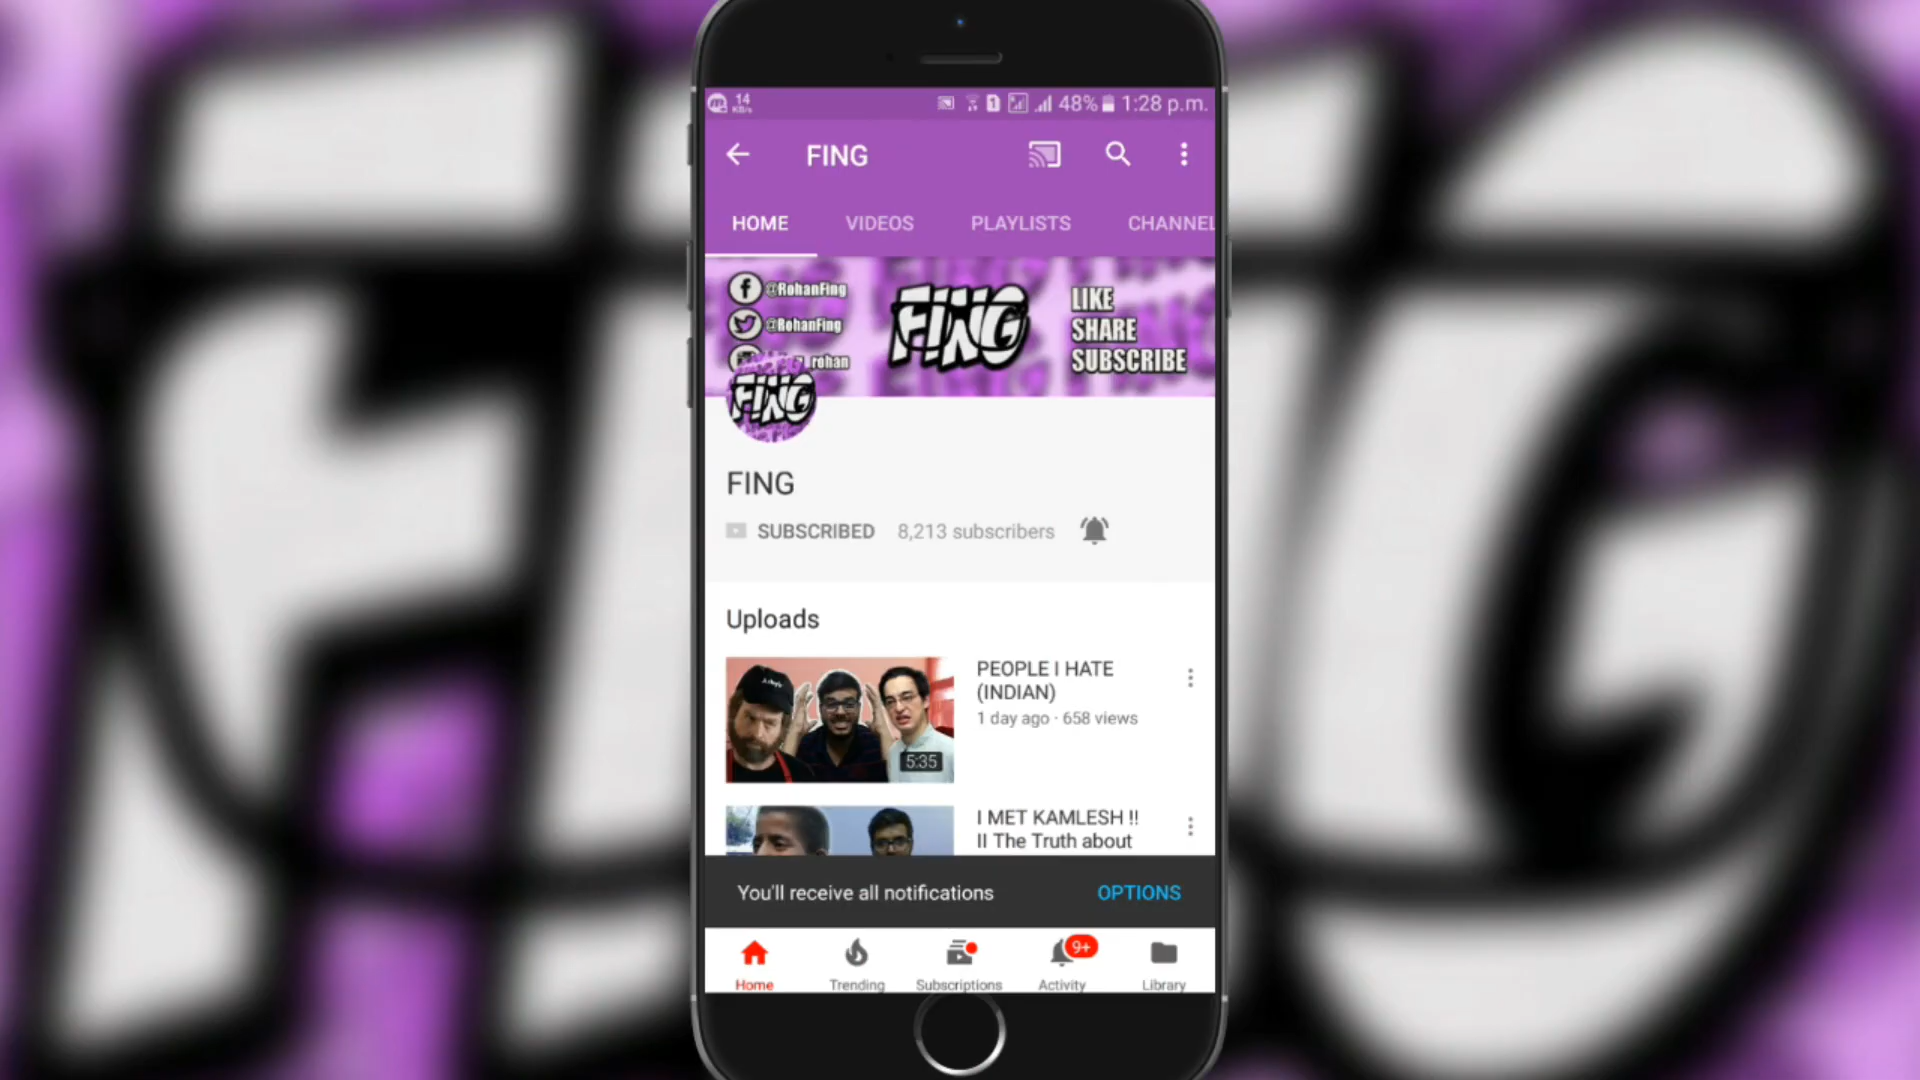 14
KB/s
1
48%
1:28 p.m.
FING
HOME
VIDEOS
PLAYLISTS
CHANNEL
@RohanFing
@RohanFing
rohan
FING
LIKE
SHARE
SUBSCRIBE
FING
FING
SUBSCRIBED
8,213 subscribers
Uploads
PEOPLE I HATE
(INDIAN)
1 day ago · 658 views
5:35
I MET KAMLESH !!
II The Truth about
You'll receive all notifications
OPTIONS
9+
Home
Trending
Subscriptions
Activity
Library